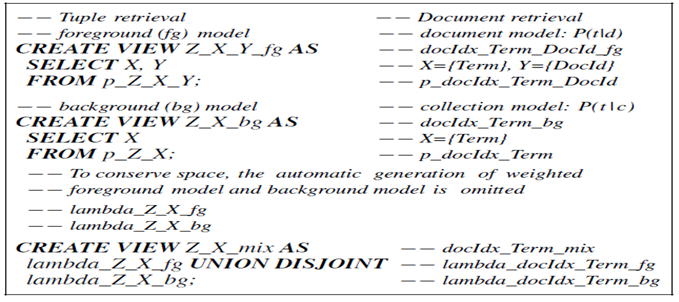 −− Tuple retrieval −− Document retrieval
−− foreground (fg) model −− document model: P(t|d)
CREATE VIEW Z_X_Y_fg AS −− docIdx_Term_DocId_fg
SELECT X, Y −− X={Term}, Y={DocId}
FROM p_Z_X_Y; −− p_docIdx_Term_DocId
−− background (bg) model −− collection model: P(t|c)
CREATE VIEW Z_X_bg AS −− docIdx_Term_bg
SELECT X −− X={Term}
FROM p_Z_X; −− p_docIdx_Term
−− To conserve space, the automatic generation of weighted
−− foreground model and background model is omitted
−− lambda_Z_X_fg
−− lambda_Z_X_bg
CREATE VIEW Z_X_mix AS −− docIdx_Term_mix
lambda_Z_X_fg UNION DISJOINT −− lambda_docIdx_Term_fg
lambda_Z_X_bg; −− lambda_docIdx_Term_bg